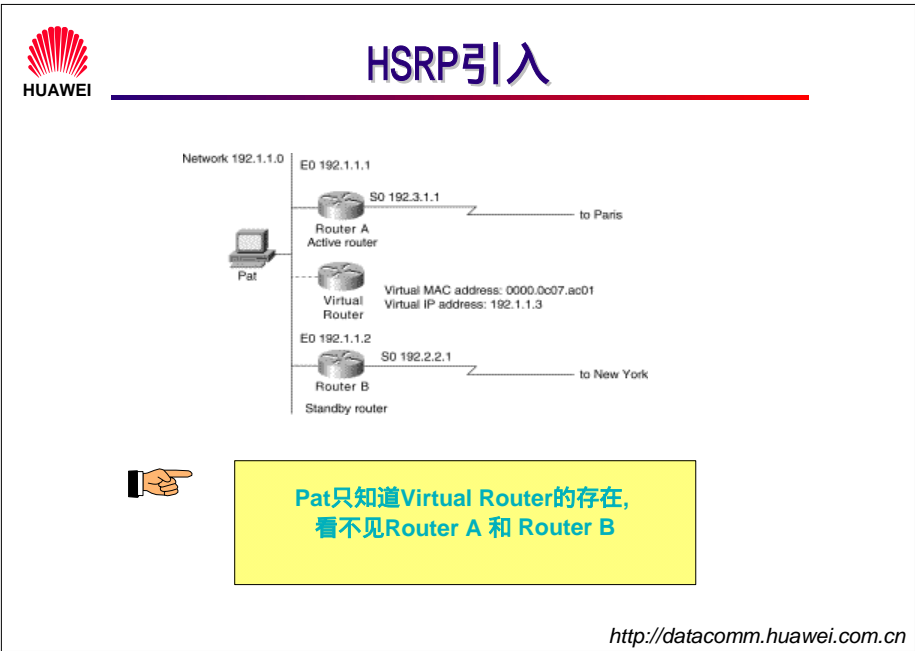 HUAWEI
HSRP引入
Network 192.1.1.0
E0 192.1.1.1
S0 192.3.1.1
to Paris
Router A
Active router
Pat
Virtual MAC address: 0000.0c07.ac01
Virtual IP address: 192.1.1.3
Virtual
Router
E0 192.1.1.2
S0 192.2.2.1
to New York
Router B
Standby router
Pat只知道Virtual Router的存在,
看不见Router A 和 Router B
http://datacomm.huawei.com.cn